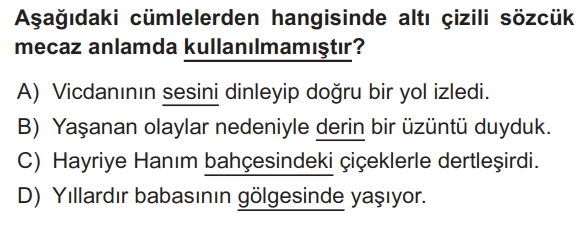 Aşağıdaki cümlelerden hangisinde altı çizili sözcük
mecaz anlamda kullanılmamıştır?
A) Vicdanının sesini dinleyip doğru bir yol izledi.
B) Yaşanan olaylar nedeniyle derin bir üzüntü duyduk.
C) Hayriye Hanım bahçesindeki çiçeklerle dertleşirdi.
D) Yıllardır babasının gölgesinde yaşıyor.